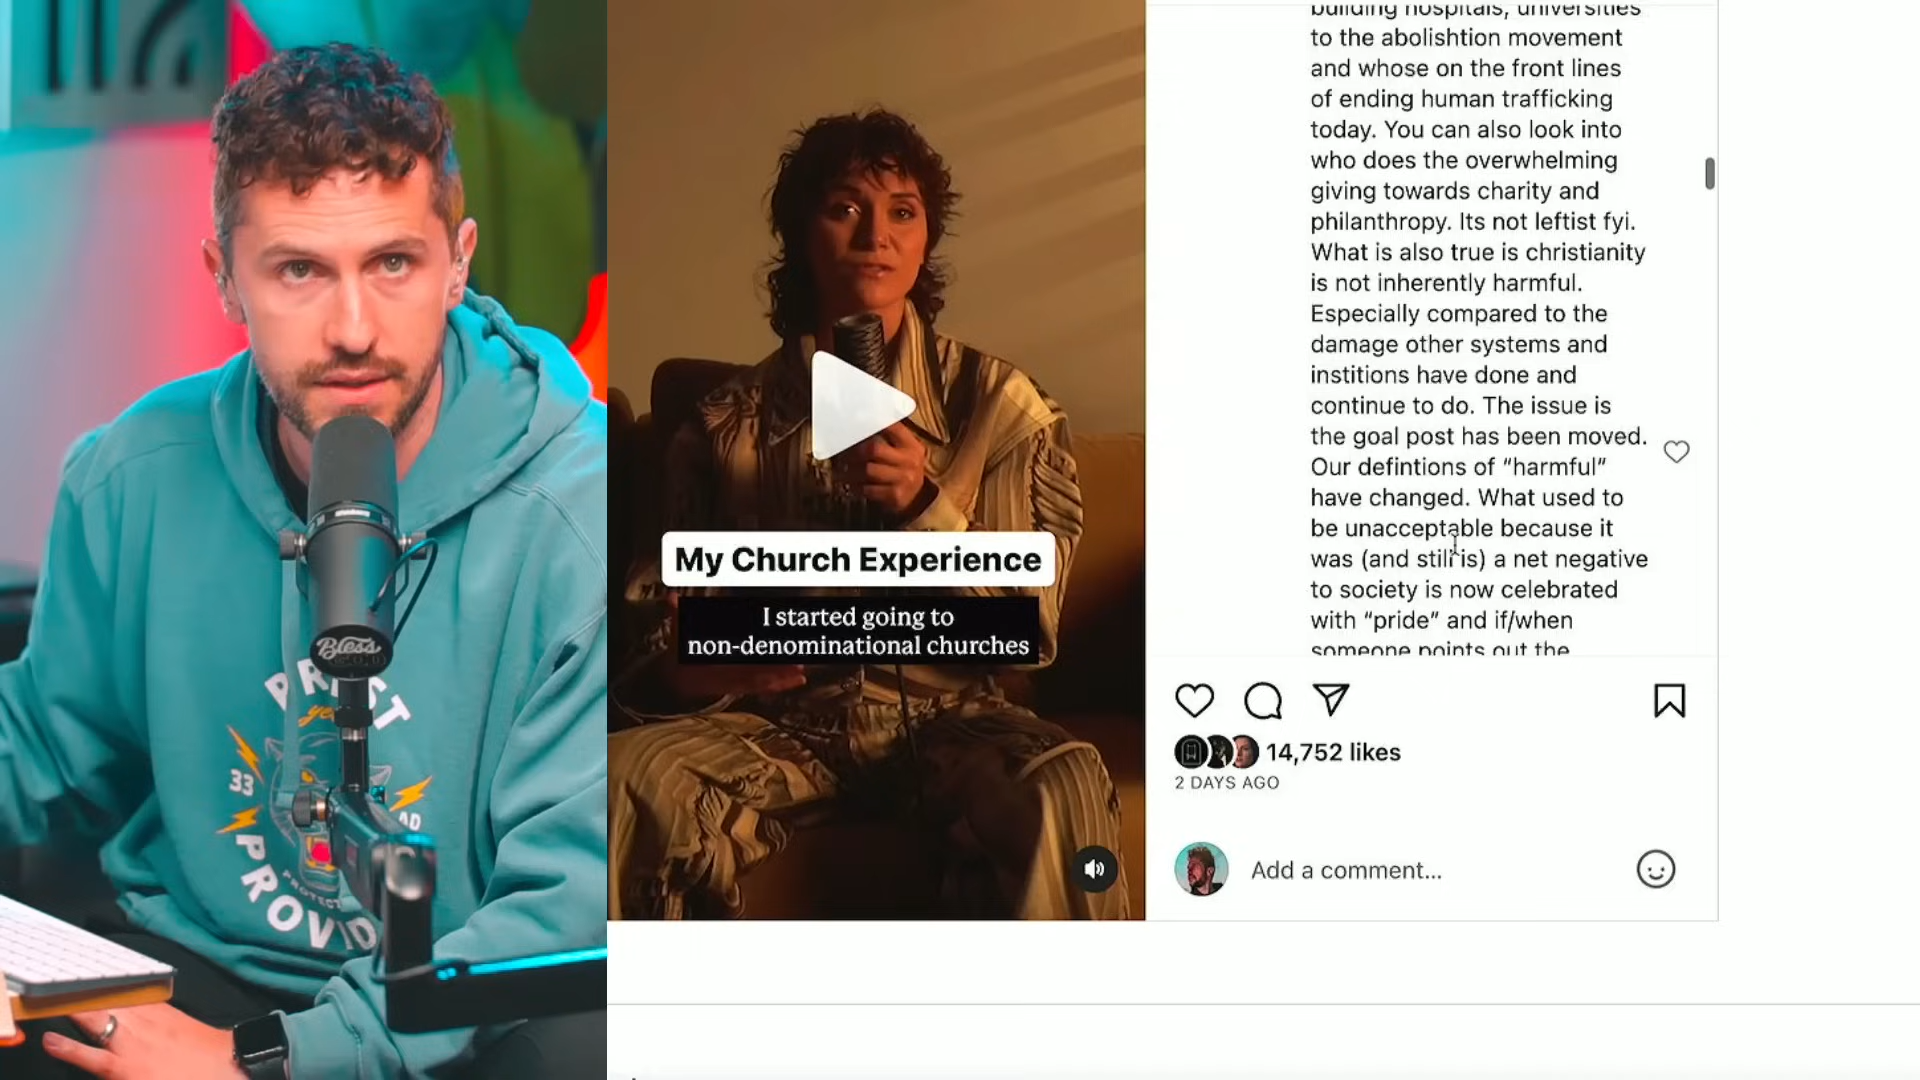 building hospitals, universities
to the abolishtion movement
and whose on the front lines
of ending human trafficking
today. You can also look into
who does the overwhelming
giving towards charity and
philanthropy. Its not leftist fyi.
What is also true is christianity
is not inherently harmful.
Especially compared to the
damage other systems and
institions have done and
continue to do. The issue is
the goal post has been moved.
Our defintions of “harmful”
have changed. What used to
be unacceptable because it
was (and still is) a net negative
to society is now celebrated
with “pride” and if/when
someone points out the
My Church Experience
I started going to
non-denominational churches
14,752 likes
2 DAYS AGO
Add a comment...
Bless
GOD
33
PROVID